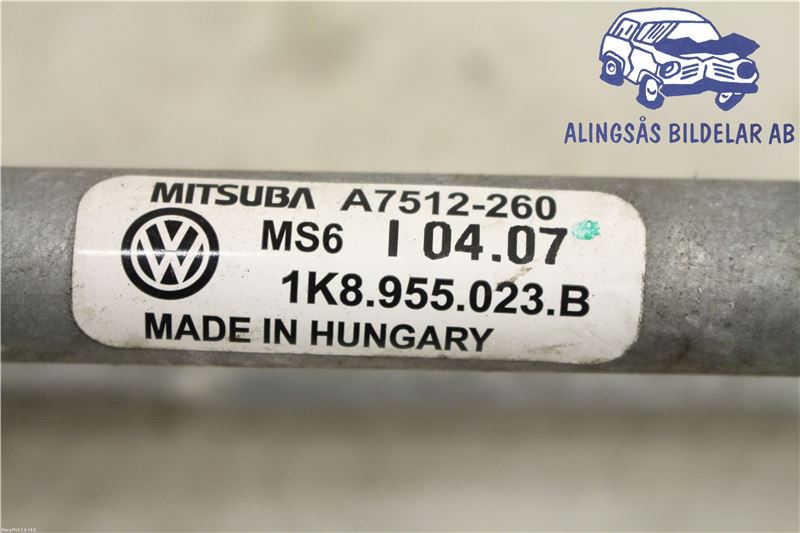 ALINGSÅS BILDELAR AB
MITSUBA A7512-260
MS6 I 04.07
1K8.955.023.B
MADE IN HUNGARY